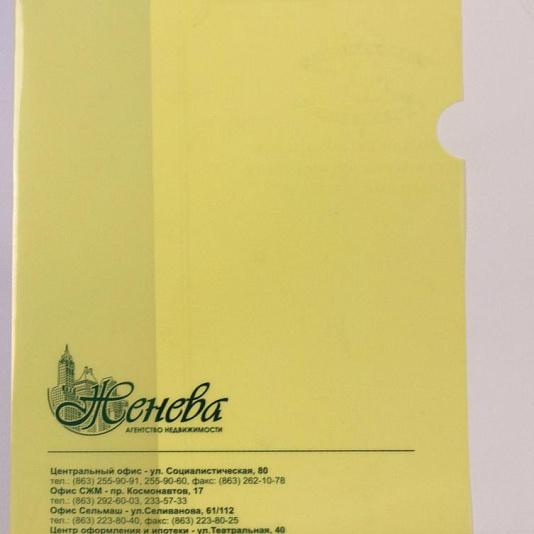 Женева
АГЕНТСТВО НЕДВИЖИМОСТИ
Центральный офис - ул. Социалистическая, 80
тел.: (863) 255-90-91, 255-90-60, факс: (863) 262-10-78
Офис СЖМ - пр. Космонавтов, 17
тел.: (863) 292-60-03, 233-57-33
Офис Сельмаш - ул.Селиванова, 61/112
тел.: (863) 223-80-40, факс: (863) 223-80-25
Центр оформления и ипотеки - ул.Театральная, 40